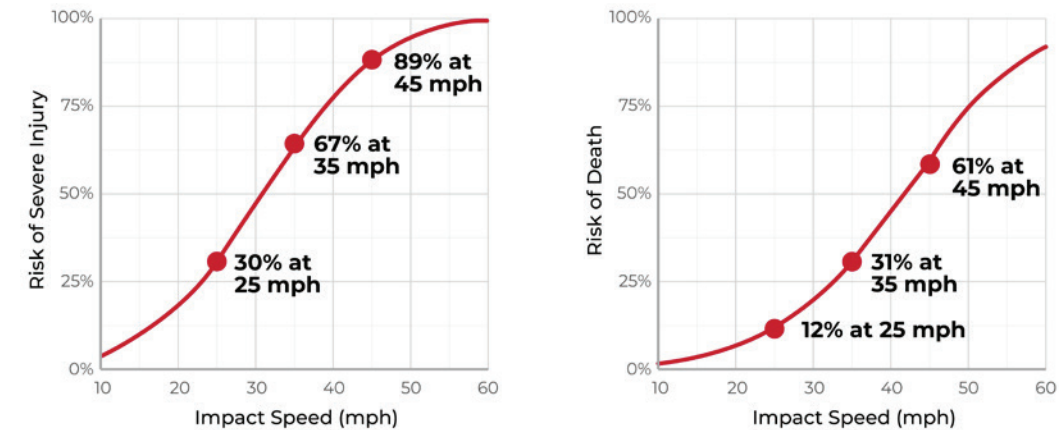 Risk of Severe Injury
100%
75%
50%
25%
0%
89% at
45 mph
67% at
35 mph
30% at
25 mph
10 20 30 40 50 60
Impact Speed (mph)
Risk of Death
100%
75%
50%
25%
0%
61% at
45 mph
31% at
35 mph
12% at 25 mph
10 20 30 40 50 60
Impact Speed (mph)